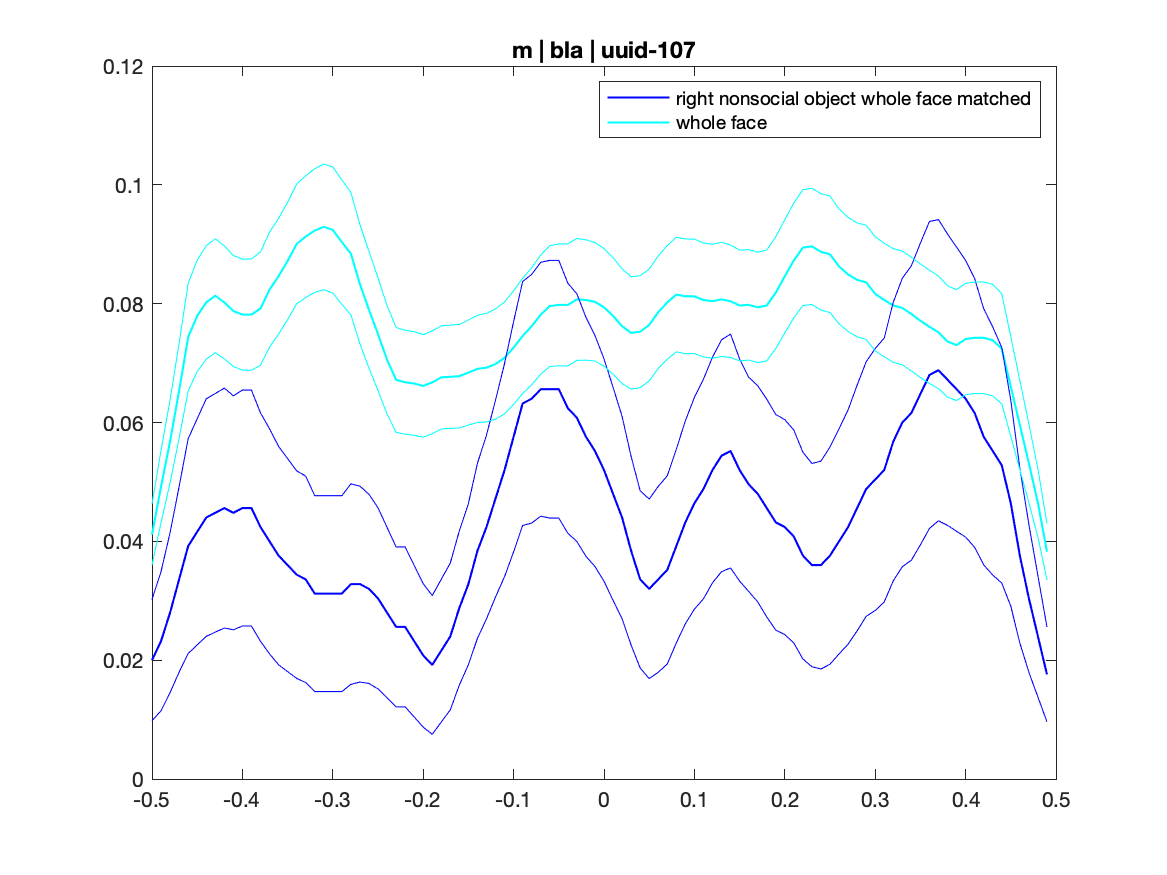 m | bla | uuid-107
right nonsocial object whole face matched
whole face
0.12
0.1
0.08
0.06
0.04
0.02
0
-0.5 -0.4 -0.3 -0.2 -0.1 0 0.1 0.2 0.3 0.4 0.5